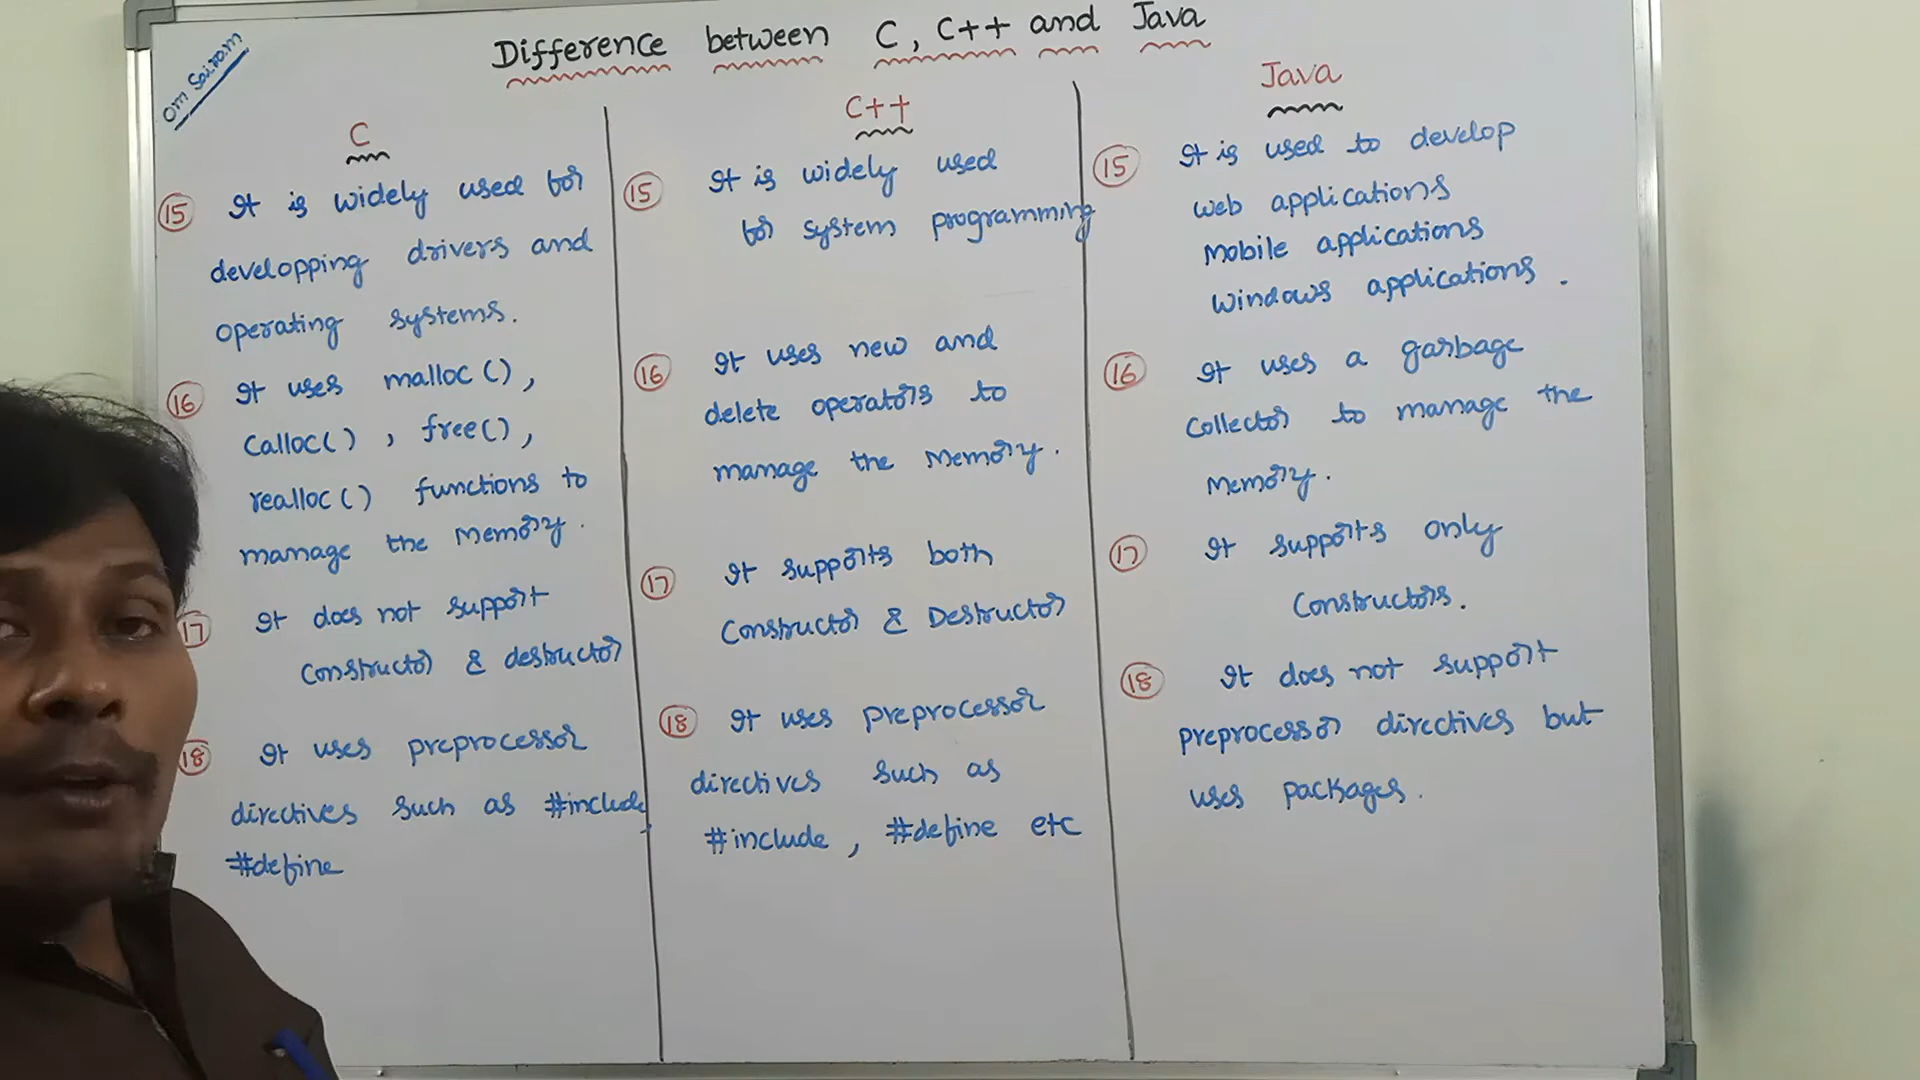 Om Sairam
Difference between C, C++ and Java
C
15 It is widely used for
developping drivers and
operating systems.
16 It uses malloc(),
calloc(), free(),
realloc() functions to
manage the Memory.
17 It does not support
Constructor & destructor
18 It uses preprocessor
directives such as #include,
#define
C++
15 It is widely used
for system programming
16 It uses new and
delete operators to
manage the Memory.
17 It supports both
Constructor & Destructor
18 It uses preprocessor
directives such as
#include, #define etc
Java
15 It is used to develop
web applications
Mobile applications
windows applications.
16 It uses a garbage
Collector to manage the
Memory.
17 It supports only
Constructors.
18 It does not support
preprocessor directives but
uses packages.